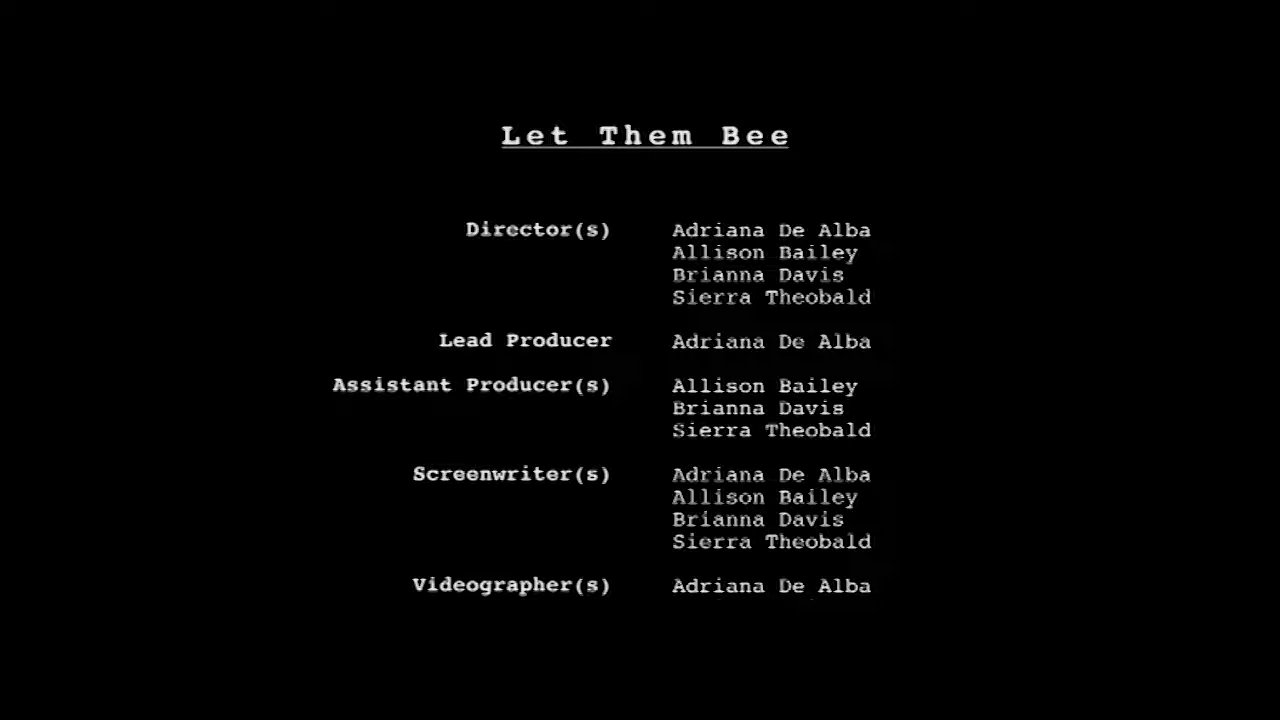 Let Them Bee
Director(s) Adriana De Alba
Allison Bailey
Brianna Davis
Sierra Theobald
Lead Producer Adriana De Alba
Assistant Producer(s) Allison Bailey
Brianna Davis
Sierra Theobald
Screenwriter(s) Adriana De Alba
Allison Bailey
Brianna Davis
Sierra Theobald
Videographer(s) Adriana De Alba